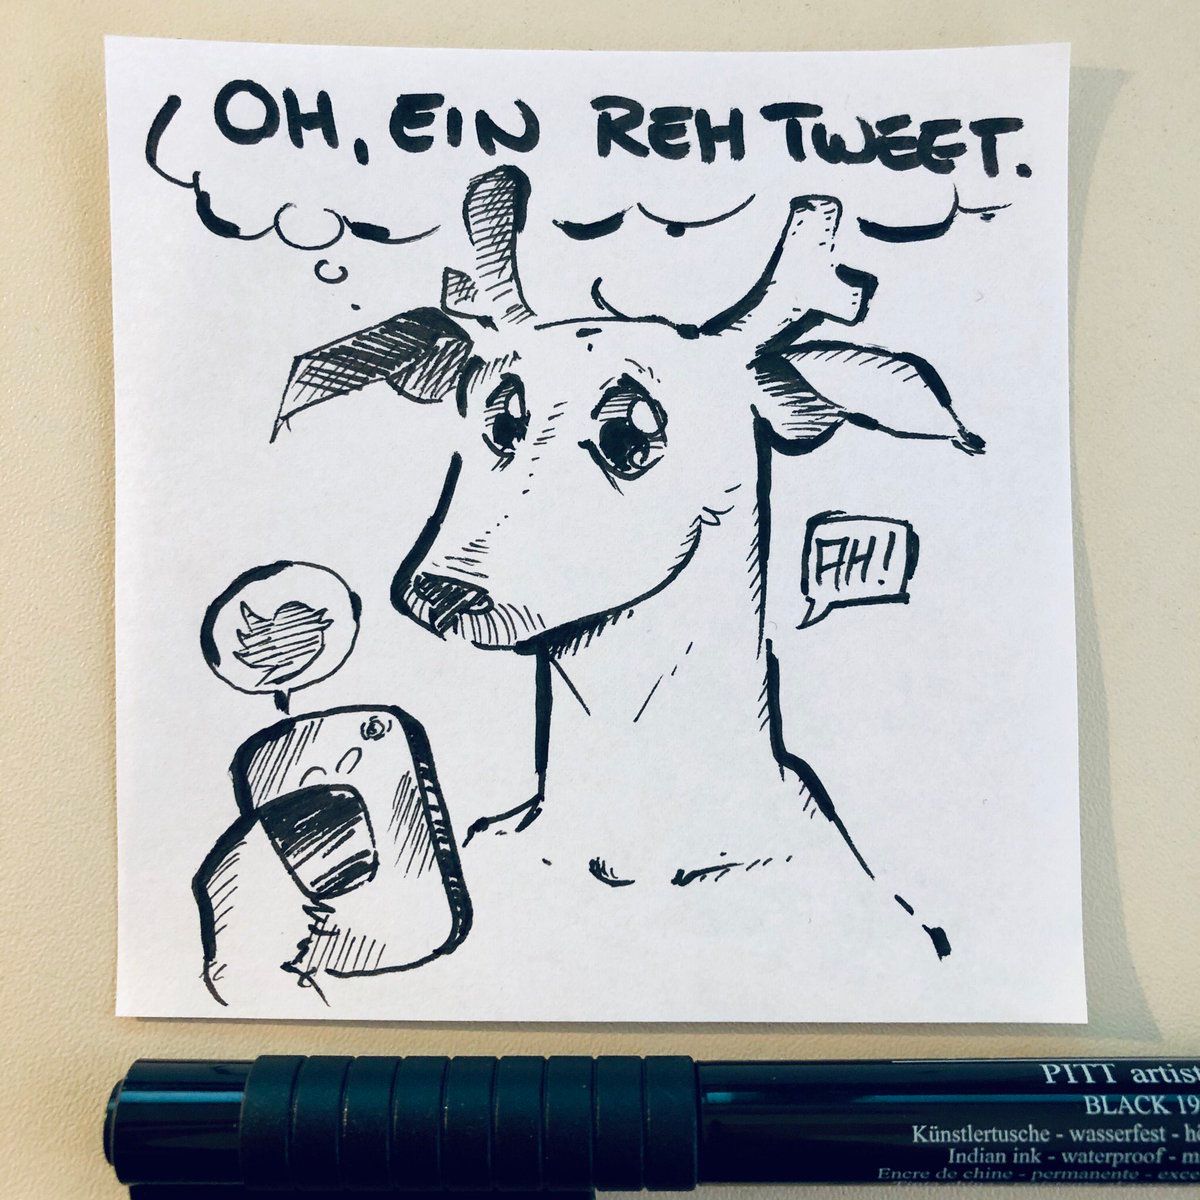 OH, EIN REH TWEET.
AH!
PITT artist
BLACK 19
Künstlertusche - wasserfest -
Indian ink - waterproof -
Encre de chine - permanente -